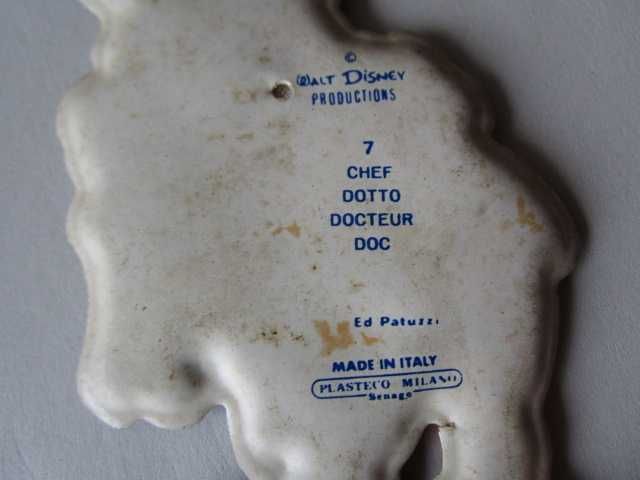 ©
WALT DISNEY
PRODUCTIONS
7
CHEF
DOTTO
DOCTEUR
DOC
Ed Patuzzi
MADE IN ITALY
PLASTECO MILANO
Senago